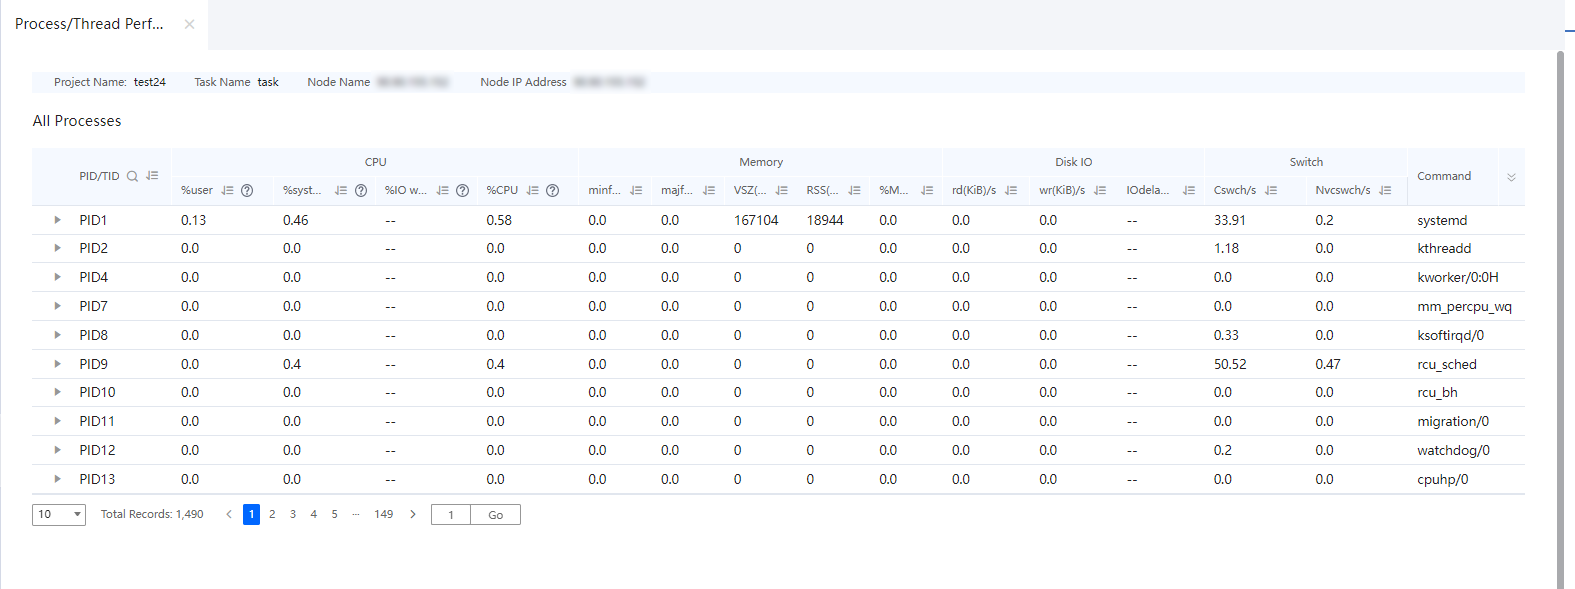 Process/Thread Perf...
Project Name: test24 Task Name task Node Name Node IP Address
All Processes
PID/TID CPU Memory Disk IO Switch Command
%user %syst... %IO w... %CPU minf... majf... VSZ(... RSS(... %M... rd(KiB)/s wr(KiB)/s IOdela... Cswch/s Nvcswch/s
PID1 0.13 0.46 -- 0.58 0.0 0.0 167104 18944 0.0 0.0 0.0 -- 33.91 0.2 systemd
PID2 0.0 0.0 -- 0.0 0.0 0.0 0 0 0.0 0.0 0.0 -- 1.18 0.0 kthreadd
PID4 0.0 0.0 -- 0.0 0.0 0.0 0 0 0.0 0.0 0.0 -- 0.0 0.0 kworker/0:0H
PID7 0.0 0.0 -- 0.0 0.0 0.0 0 0 0.0 0.0 0.0 -- 0.0 0.0 mm_percpu_wq
PID8 0.0 0.0 -- 0.0 0.0 0.0 0 0 0.0 0.0 0.0 -- 0.33 0.0 ksoftirqd/0
PID9 0.0 0.4 -- 0.4 0.0 0.0 0 0 0.0 0.0 0.0 -- 50.52 0.47 rcu_sched
PID10 0.0 0.0 -- 0.0 0.0 0.0 0 0 0.0 0.0 0.0 -- 0.0 0.0 rcu_bh
PID11 0.0 0.0 -- 0.0 0.0 0.0 0 0 0.0 0.0 0.0 -- 0.0 0.0 migration/0
PID12 0.0 0.0 -- 0.0 0.0 0.0 0 0 0.0 0.0 0.0 -- 0.2 0.0 watchdog/0
PID13 0.0 0.0 -- 0.0 0.0 0.0 0 0 0.0 0.0 0.0 -- 0.0 0.0 cpuhp/0
10 Total Records: 1,490 < 1 2 3 4 5 ... 149 > 1 Go